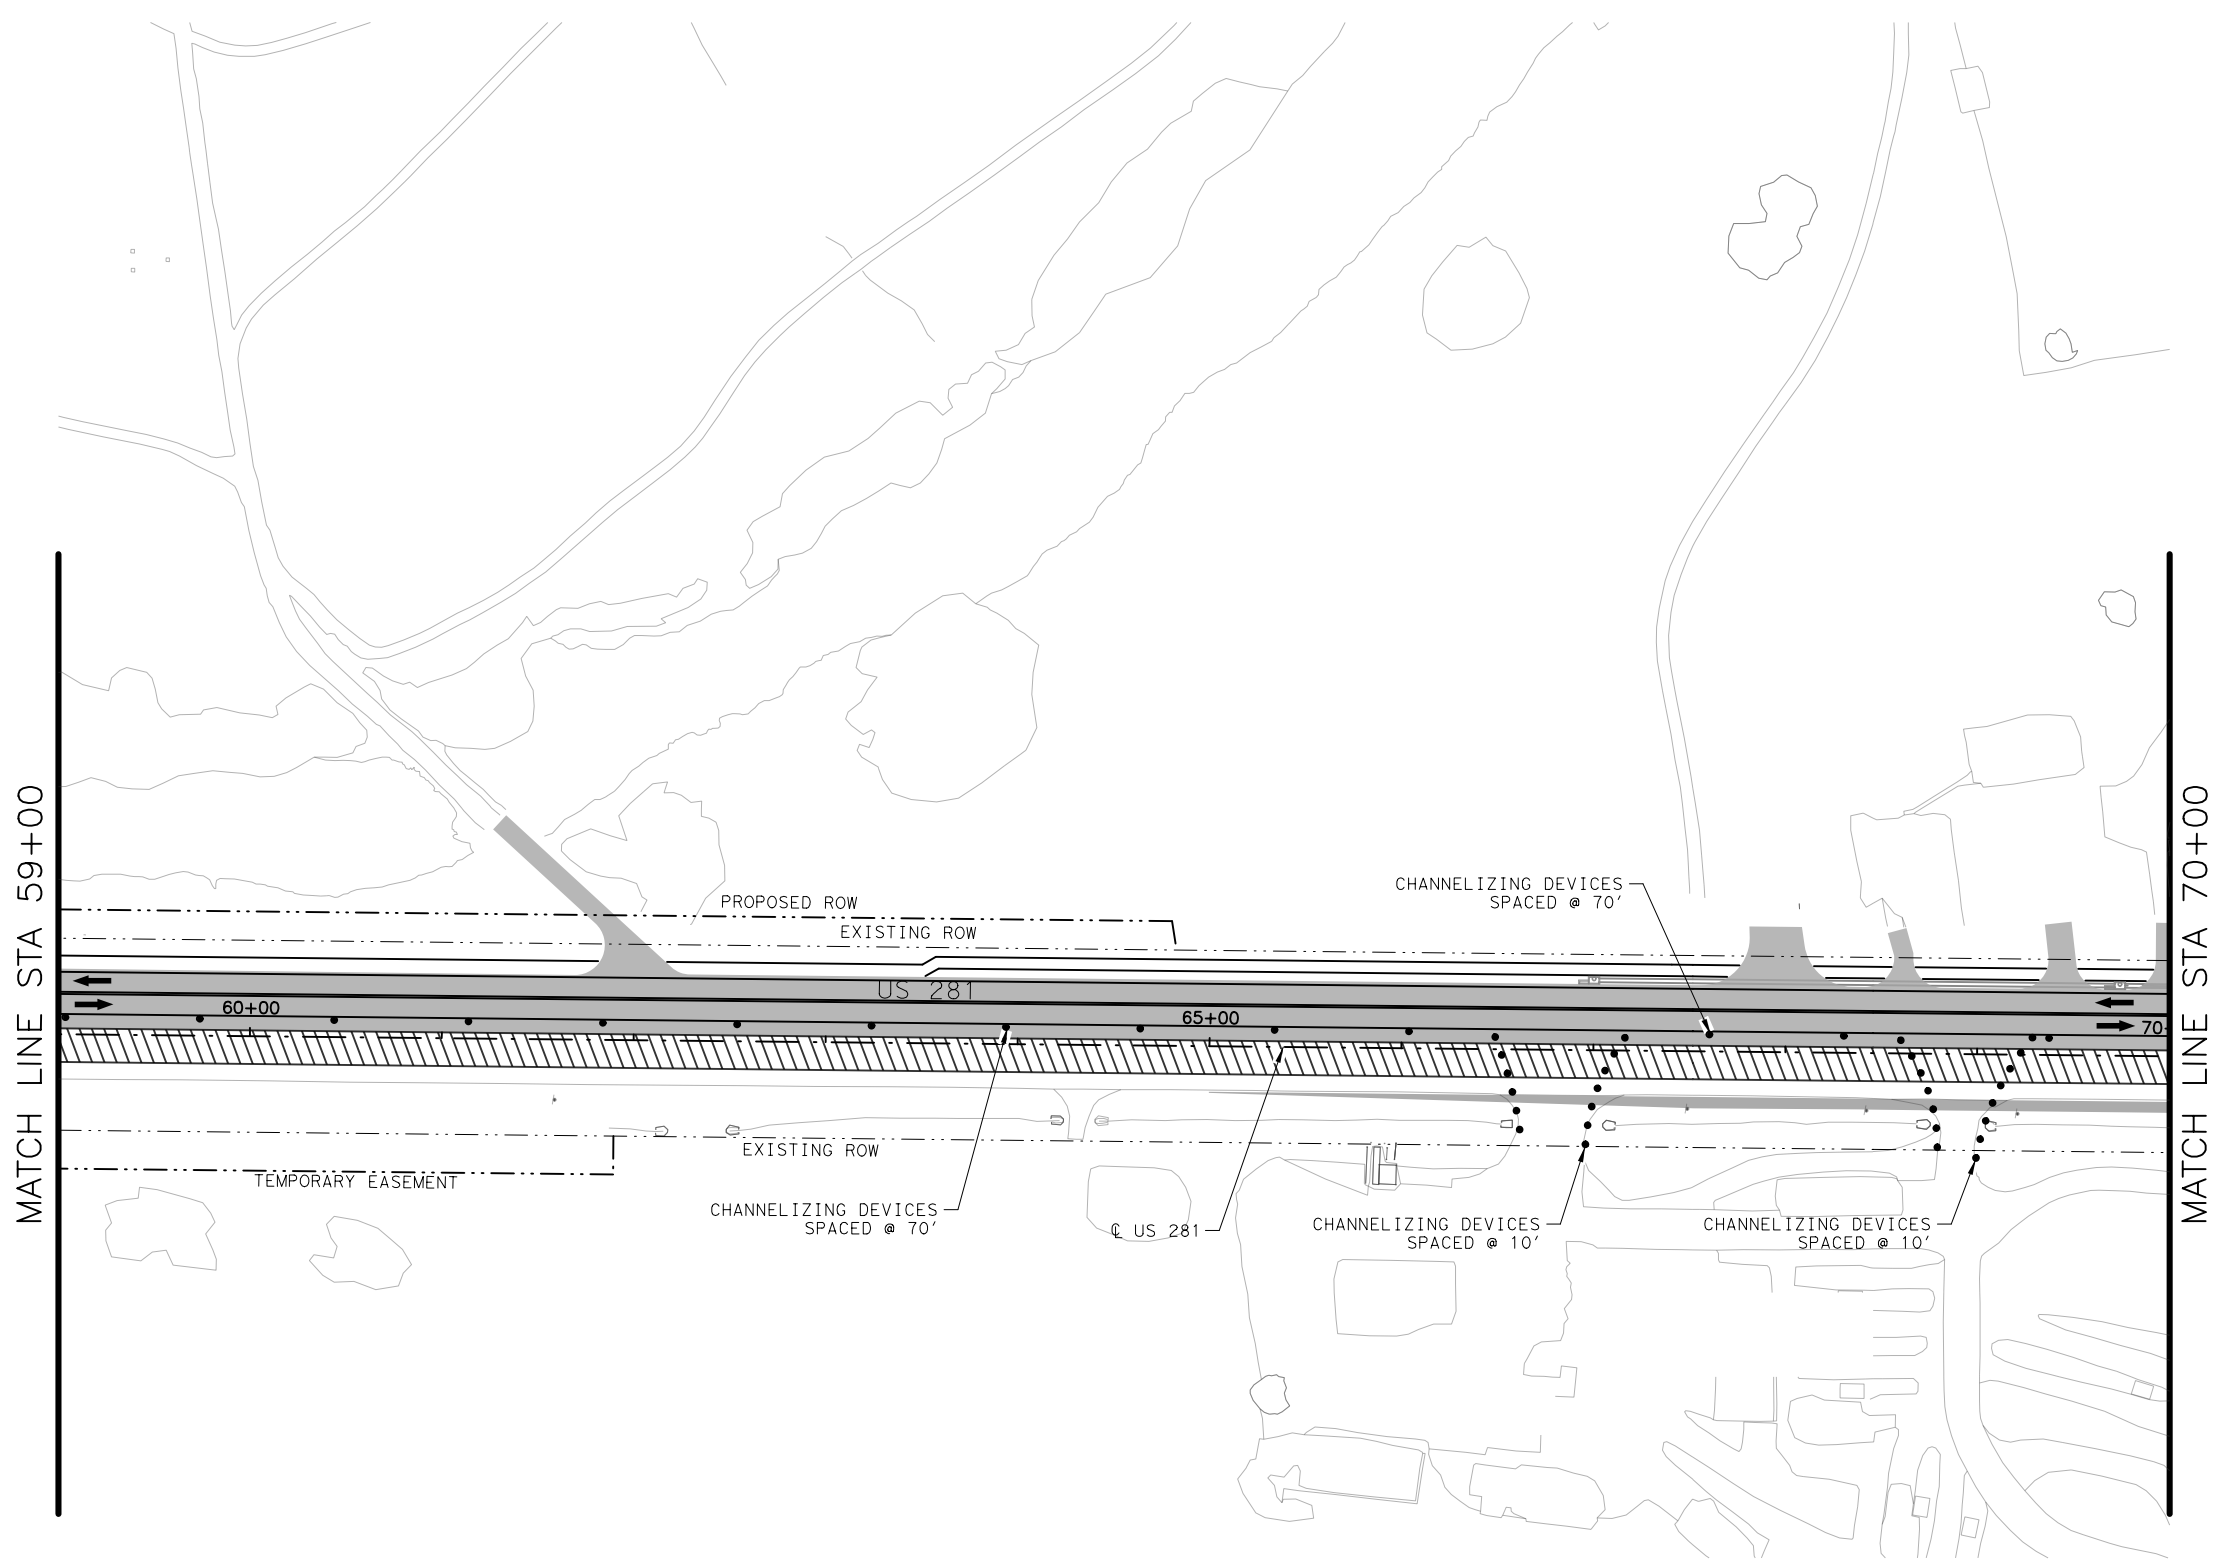 MATCH LINE STA 59+00
MATCH LINE STA 70+00
CHANNELIZING DEVICES
SPACED @ 70'
PROPOSED ROW
EXISTING ROW
US 281
60+00
65+00
70+
EXISTING ROW
TEMPORARY EASEMENT
CHANNELIZING DEVICES
SPACED @ 70'
℄ US 281
CHANNELIZING DEVICES
SPACED @ 10'
CHANNELIZING DEVICES
SPACED @ 10'